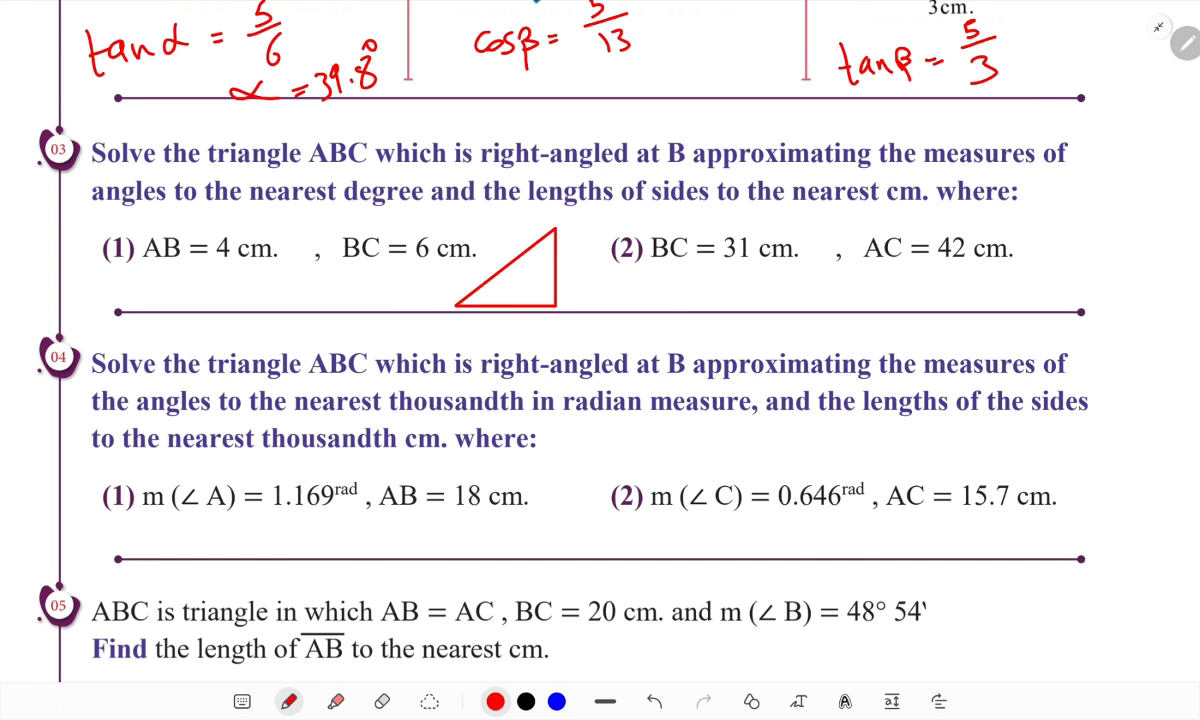 3cm.
tanα = 5/6
α = 39.8°
cosβ = 5/13
tanβ = 5/3
03 Solve the triangle ABC which is right-angled at B approximating the measures of
angles to the nearest degree and the lengths of sides to the nearest cm. where:
(1) AB = 4 cm. , BC = 6 cm.
(2) BC = 31 cm. , AC = 42 cm.
04 Solve the triangle ABC which is right-angled at B approximating the measures of
the angles to the nearest thousandth in radian measure, and the lengths of the sides
to the nearest thousandth cm. where:
(1) m (∠ A) = 1.169ʳᵃᵈ , AB = 18 cm.
(2) m (∠ C) = 0.646ʳᵃᵈ , AC = 15.7 cm.
05 ABC is triangle in which AB = AC , BC = 20 cm. and m (∠ B) = 48° 54'
Find the length of A̅B̅ to the nearest cm.